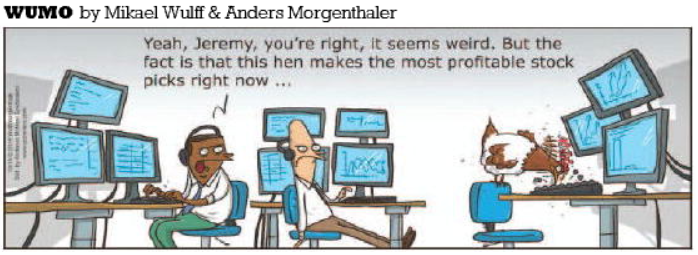 WUMO by Mikael Wulff & Anders Morgenthaler
Yeah, Jeremy, you're right, it seems weird. But the
fact is that this hen makes the most profitable stock
picks right now ...